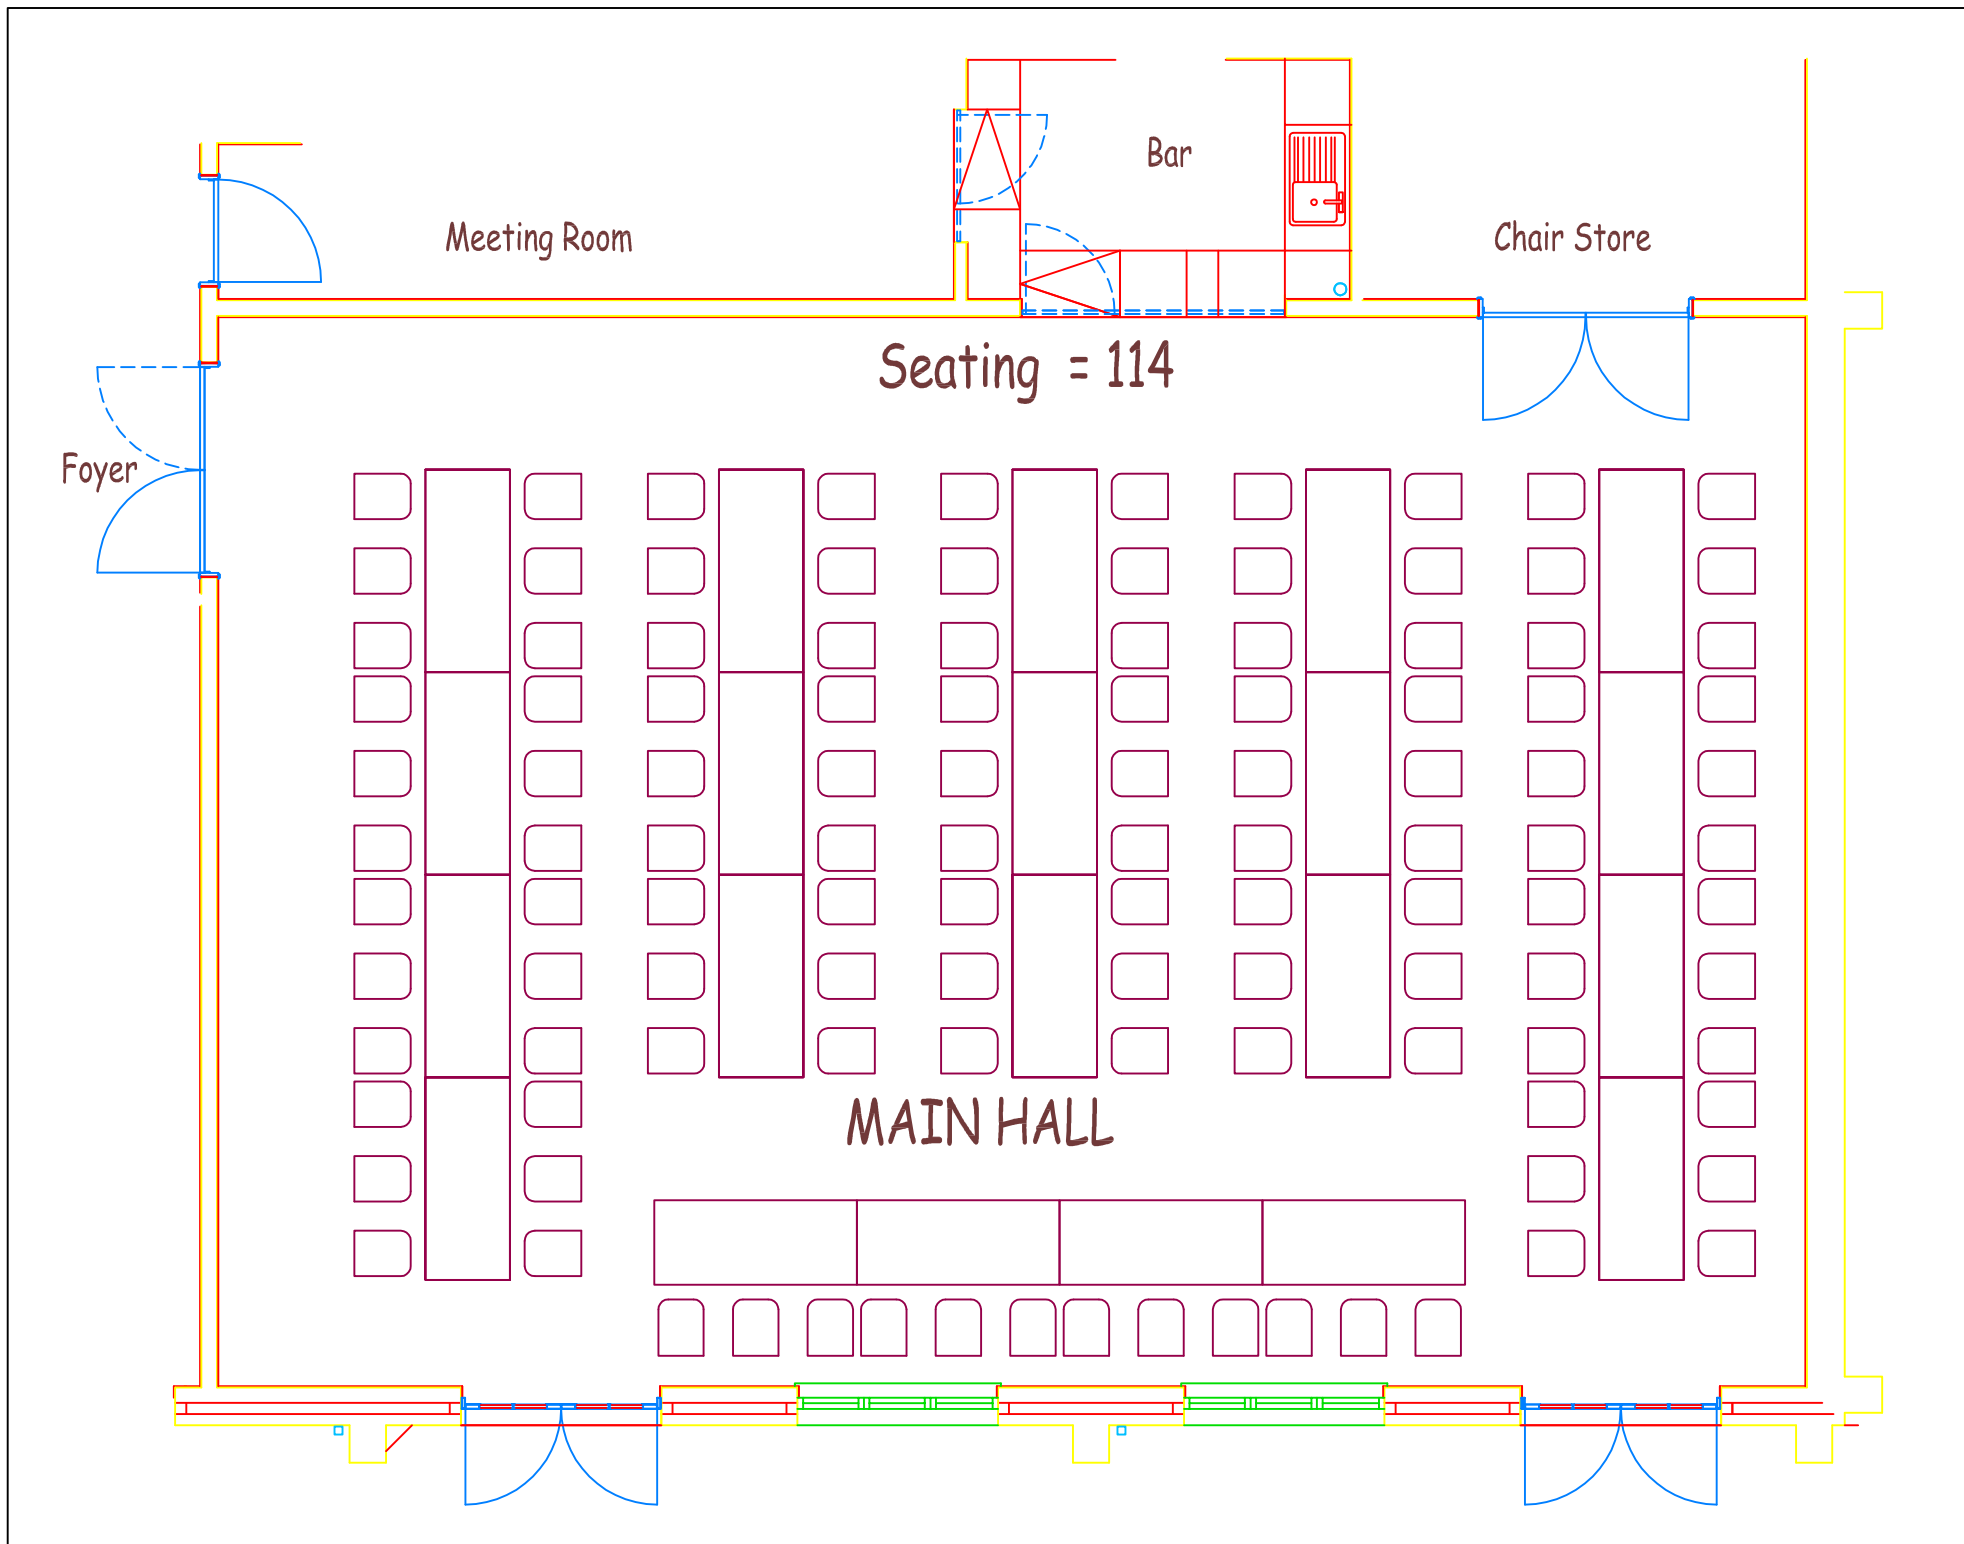 Bar
Meeting Room
Chair Store
Seating = 114
Foyer
MAIN HALL